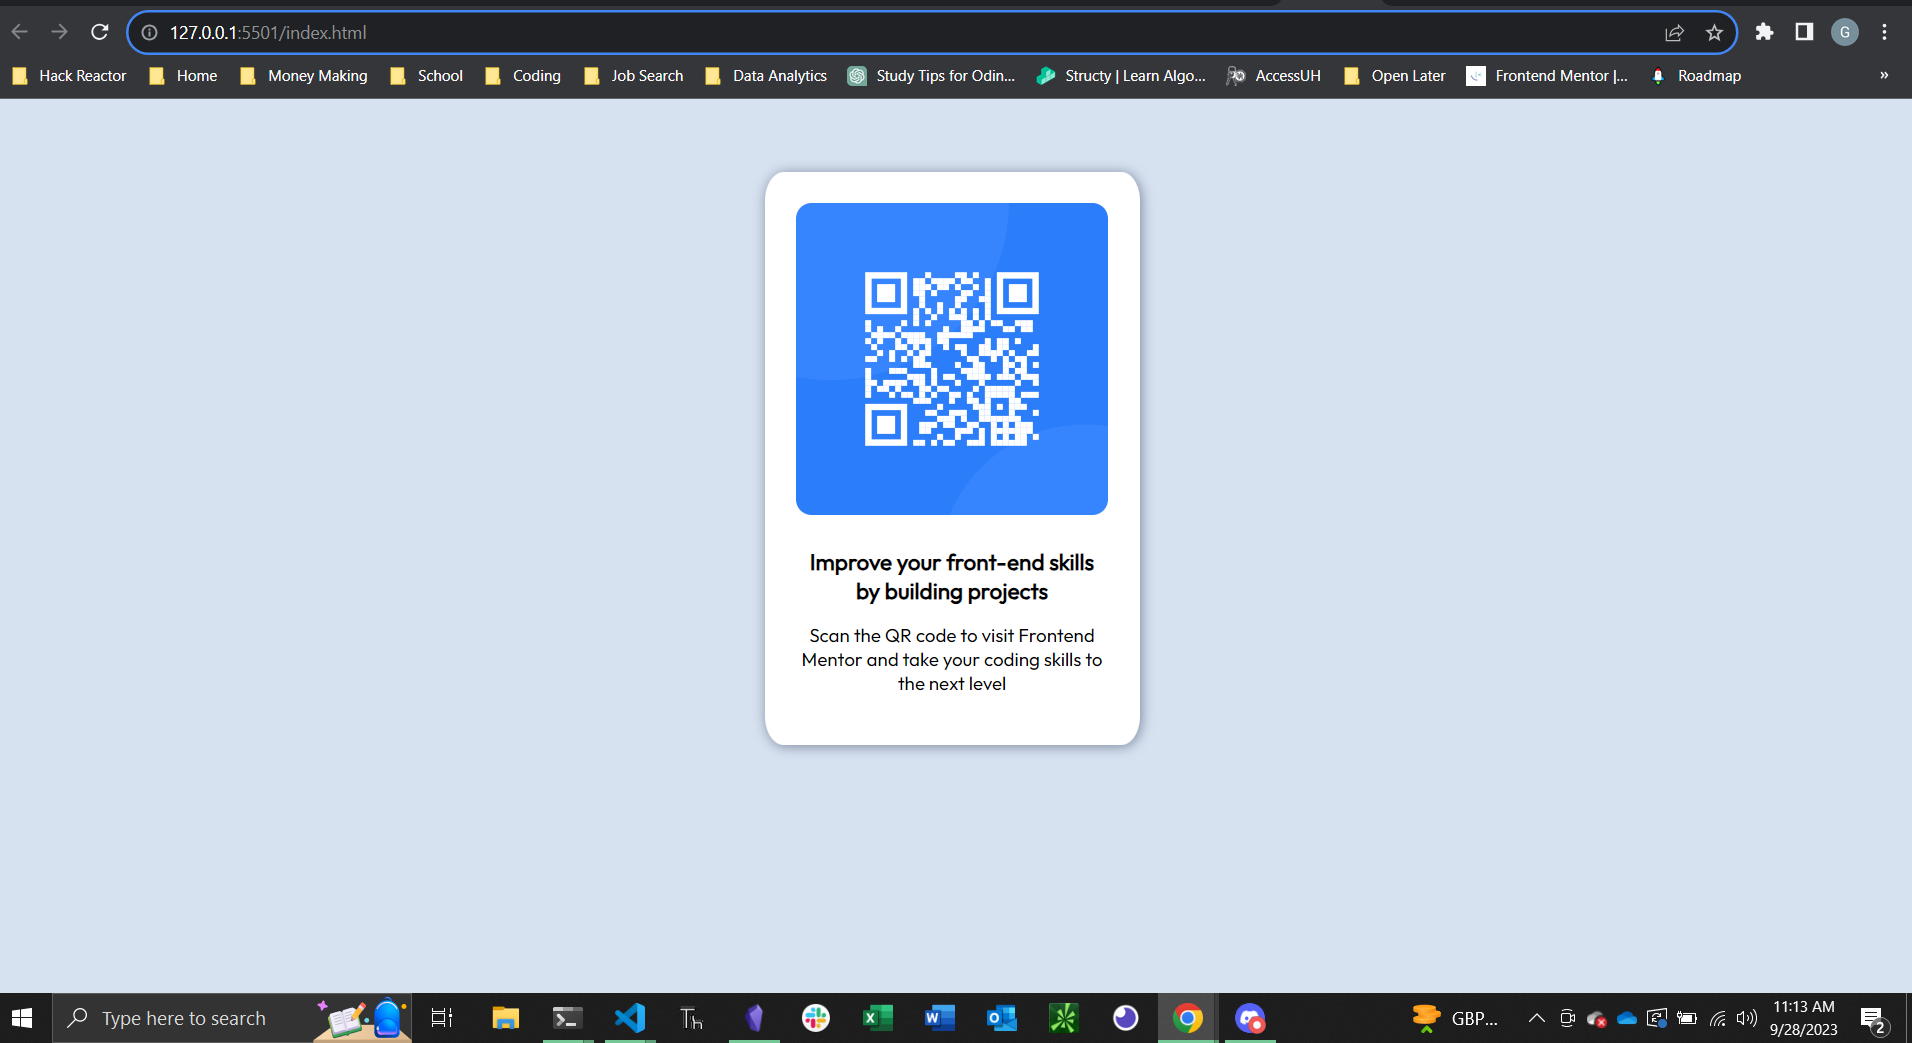 127.0.0.1:5501/index.html
G
Hack Reactor Home Money Making School Coding Job Search Data Analytics Study Tips for Odin... Structy | Learn Algo... AccessUH Open Later Frontend Mentor |... Roadmap »
Improve your front-end skills
by building projects
Scan the QR code to visit Frontend
Mentor and take your coding skills to
the next level
Type here to search
Th
GBP...
11:13 AM
9/28/2023
2